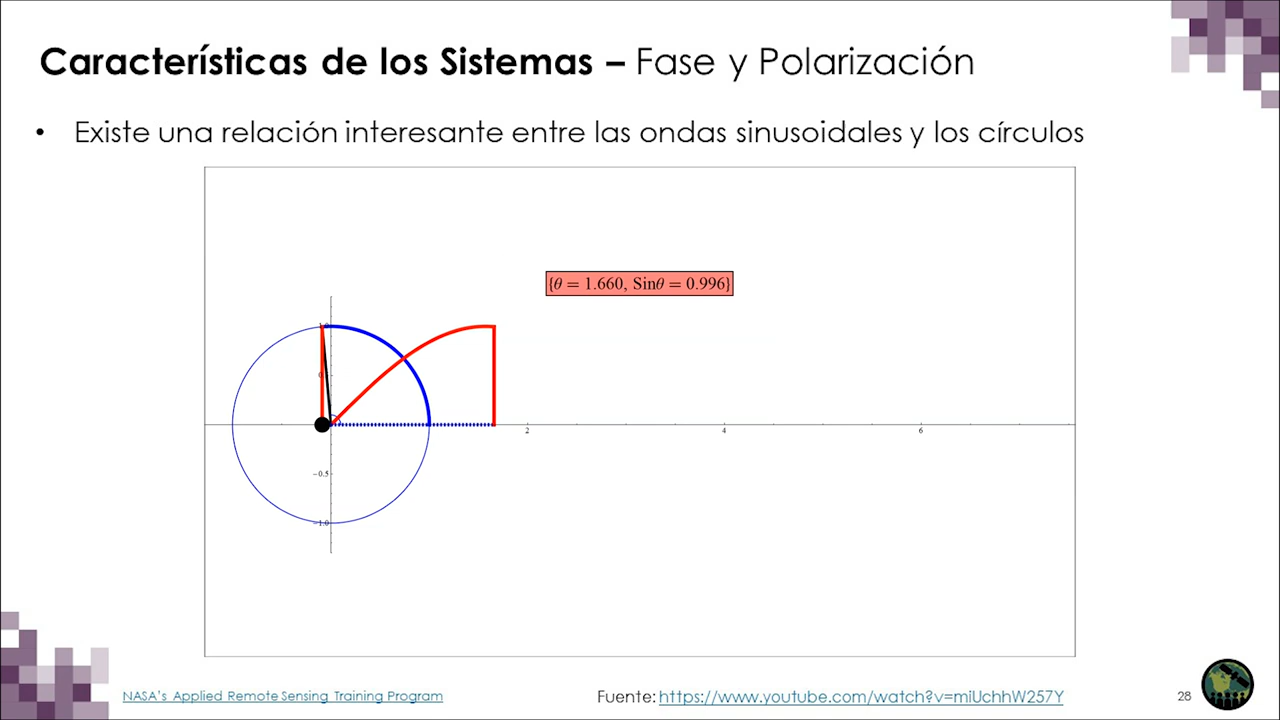 Características de los Sistemas – Fase y Polarización
• Existe una relación interesante entre las ondas sinusoidales y los círculos
{θ = 1.660, Sinθ = 0.996}
1.0
2
4
6
−0.5
−1.0
NASA's Applied Remote Sensing Training Program
Fuente: https://www.youtube.com/watch?v=miUchhW257Y
28